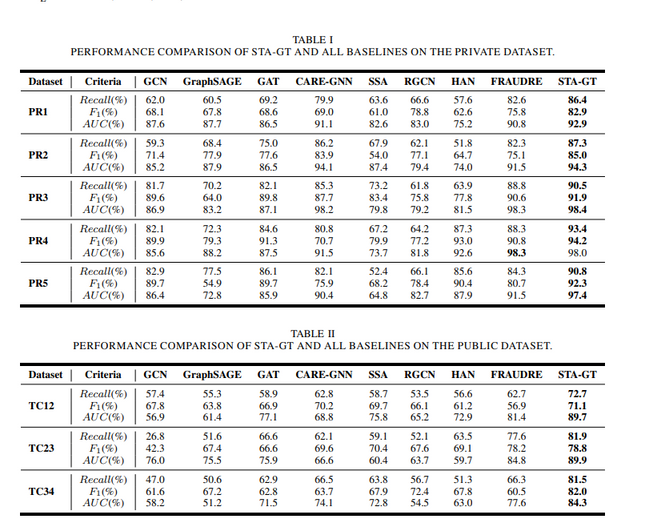 TABLE I
PERFORMANCE COMPARISON OF STA-GT AND ALL BASELINES ON THE PRIVATE DATASET.
Dataset Criteria GCN GraphSAGE GAT CARE-GNN SSA RGCN HAN FRAUDRE STA-GT
Recall(%) 62.0 60.5 69.2 79.9 63.6 66.6 57.6 82.6 86.4
PR1 F1(%) 68.1 67.8 68.6 69.0 61.0 78.8 62.6 75.8 82.9
AUC(%) 87.6 87.7 86.5 91.1 82.6 83.0 75.2 90.8 92.9
Recall(%) 59.3 68.4 75.0 86.2 67.9 62.1 51.8 82.3 87.3
PR2 F1(%) 71.4 77.9 77.6 83.9 54.0 77.1 64.7 75.1 85.0
AUC(%) 85.2 87.9 86.5 94.1 87.4 79.4 74.0 91.5 94.3
Recall(%) 81.7 70.2 82.1 85.3 73.2 61.8 63.9 88.8 90.5
PR3 F1(%) 89.6 64.0 89.8 87.7 83.4 75.8 77.8 90.6 91.9
AUC(%) 86.9 83.2 87.1 98.2 79.8 79.2 81.5 98.3 98.4
Recall(%) 82.1 72.3 84.6 80.8 67.2 64.2 87.3 88.3 93.4
PR4 F1(%) 89.9 79.3 91.3 70.7 79.9 77.2 93.0 90.8 94.2
AUC(%) 85.6 88.2 87.5 91.5 73.7 81.8 92.6 98.3 98.0
Recall(%) 82.9 77.5 86.1 82.1 52.4 66.1 85.6 84.3 90.8
PR5 F1(%) 89.7 54.9 89.7 75.9 68.2 78.4 90.4 80.7 92.3
AUC(%) 86.4 72.8 85.9 90.4 64.8 82.7 87.9 91.5 97.4
TABLE II
PERFORMANCE COMPARISON OF STA-GT AND ALL BASELINES ON THE PUBLIC DATASET.
Dataset Criteria GCN GraphSAGE GAT CARE-GNN SSA RGCN HAN FRAUDRE STA-GT
Recall(%) 57.4 55.3 58.9 62.8 58.7 53.5 56.6 62.7 72.7
TC12 F1(%) 67.8 63.8 66.9 70.2 69.7 66.1 61.2 56.9 71.1
AUC(%) 56.9 61.4 77.1 68.8 75.8 65.2 72.9 81.4 89.7
Recall(%) 26.8 51.6 66.6 62.1 59.1 52.1 63.5 77.6 81.9
TC23 F1(%) 42.3 67.4 66.6 69.6 70.4 67.6 69.1 78.2 78.8
AUC(%) 76.0 75.5 75.9 66.6 60.4 63.7 59.7 84.8 89.9
Recall(%) 47.0 50.6 62.9 66.5 63.8 56.7 51.3 66.3 81.5
TC34 F1(%) 61.6 67.2 62.8 63.7 67.9 72.4 67.8 60.5 82.0
AUC(%) 58.2 51.2 71.5 74.1 72.8 54.5 63.0 77.6 84.3